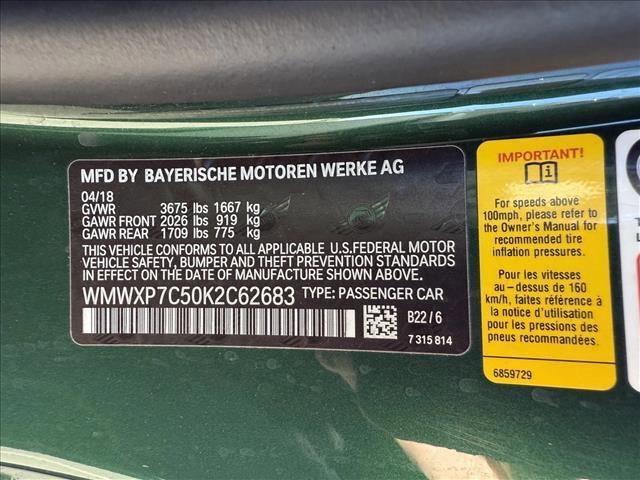 MFD BY BAYERISCHE MOTOREN WERKE AG
04/18
GVWR 3675 lbs 1667 kg
GAWR FRONT 2026 lbs 919 kg
GAWR REAR 1709 lbs 775 kg
THIS VEHICLE CONFORMS TO ALL APPLICABLE U.S.FEDERAL MOTOR
VEHICLE SAFETY, BUMPER AND THEFT PREVENTION STANDARDS
IN EFFECT ON THE DATE OF MANUFACTURE SHOWN ABOVE.
WMWXP7C50K2C62683 TYPE: PASSENGER CAR
B22 / 6
7 315 814
IMPORTANT!
For speeds above
100mph, please refer to
the Owner's Manual for
recommended tire
inflation pressures.
Pour les vitesses
au – dessus de 160
km/h, faites référence à
la notice d'utilisation
pour les pressions des
pneus recommandées.
6859729